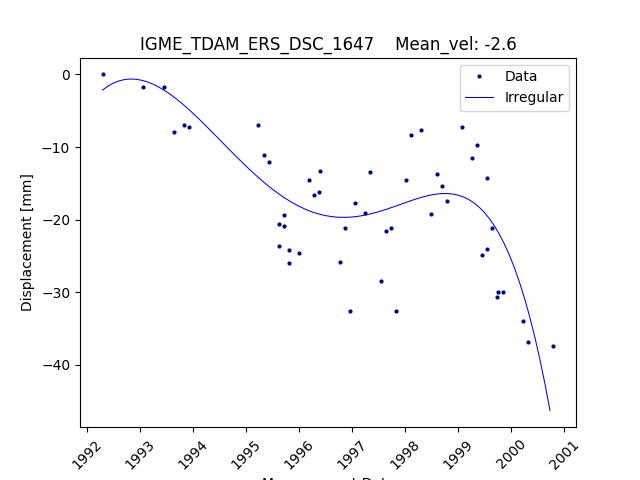 IGME_TDAM_ERS_DSC_1647    Mean_vel: -2.6
Data
Irregular
Displacement [mm]
0
−10
−20
−30
−40
1992 1993 1994 1995 1996 1997 1998 1999 2000 2001